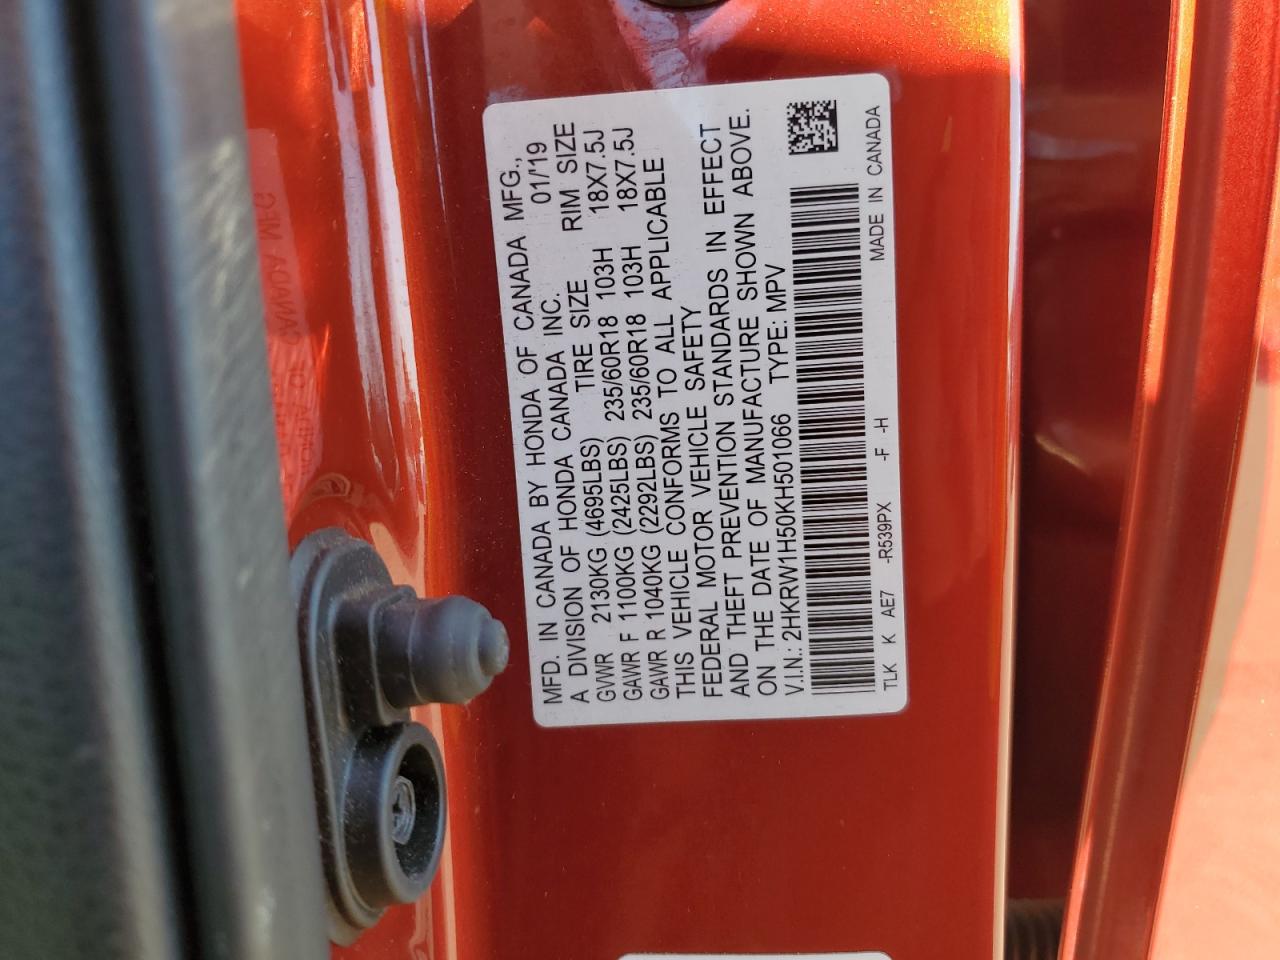 MFD. IN CANADA BY HONDA OF CANADA MFG.,
A DIVISION OF HONDA CANADA INC. 01/'19
GVWR 2130KG (4695LBS) TIRE SIZE RIM SIZE
GAWR F 1100KG (2425LBS) 235/60R18 103H 18X7.5J
GAWR R 1040KG (2292LBS) 235/60R18 103H 18X7.5J
THIS VEHICLE CONFORMS TO ALL APPLICABLE
FEDERAL MOTOR VEHICLE SAFETY
AND THEFT PREVENTION STANDARDS IN EFFECT
ON THE DATE OF MANUFACTURE SHOWN ABOVE.
V.I.N.: 2HKRW1H50KH501066 TYPE: MPV
TLK K AE7 -R539PX -F -H MADE IN CANADA